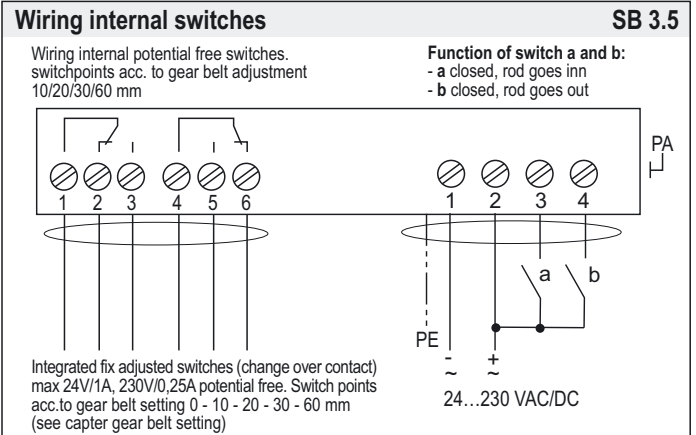 Wiring internal switches SB 3.5
Wiring internal potential free switches.
switchpoints acc. to gear belt adjustment
10/20/30/60 mm
Function of switch a and b:
- a closed, rod goes inn
- b closed, rod goes out
PA
1 2 3 4 5 6
1 2 3 4
a b
PE
- +
~ ~
24...230 VAC/DC
Integrated fix adjusted switches (change over contact)
max 24V/1A, 230V/0,25A potential free. Switch points
acc.to gear belt setting 0 - 10 - 20 - 30 - 60 mm
(see capter gear belt setting)